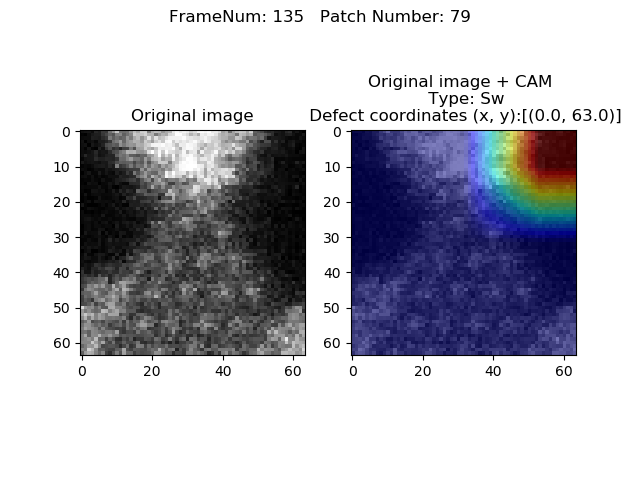 FrameNum: 135   Patch Number: 79
Original image
Original image + CAM
Type: Sw
Defect coordinates (x, y):[(0.0, 63.0)]
0
10
20
30
40
50
60
0 20 40 60
0
10
20
30
40
50
60
0 20 40 60